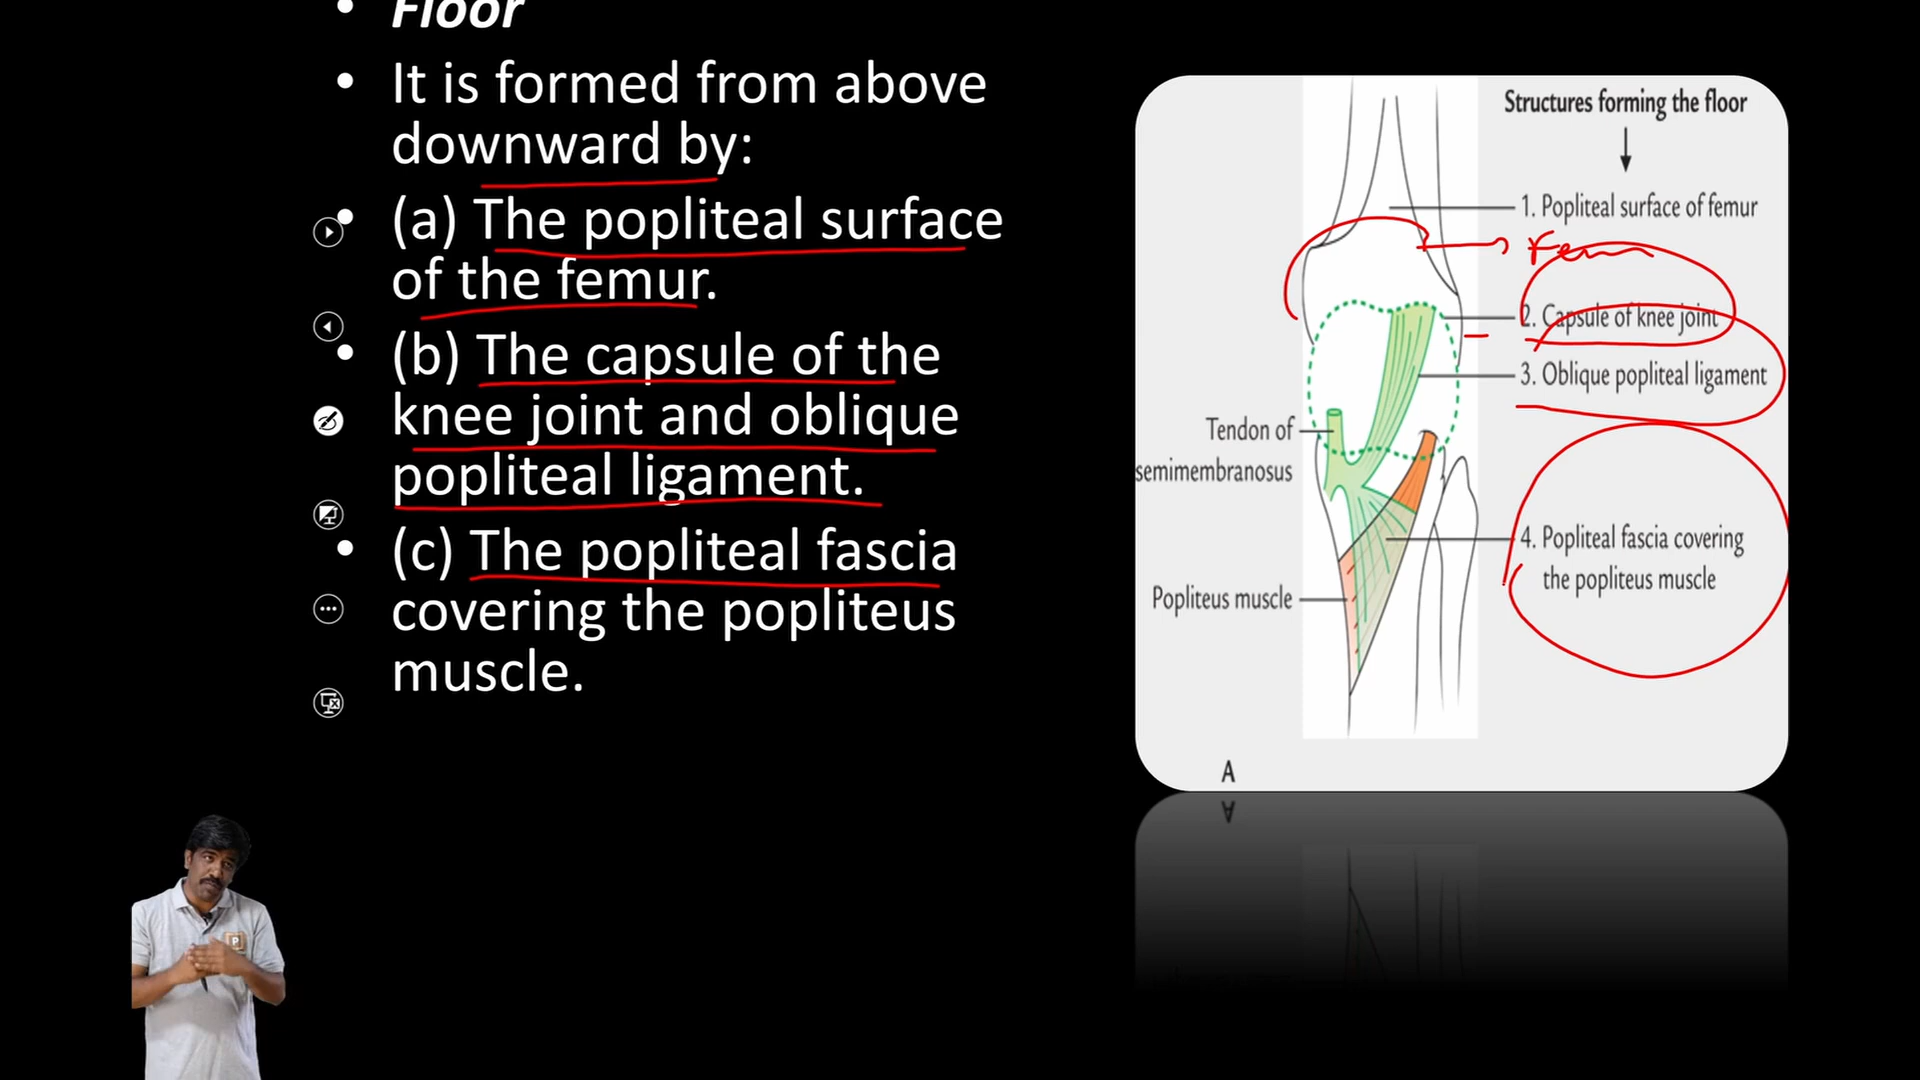 • Floor
• It is formed from above
downward by:
• (a) The popliteal surface
of the femur.
• (b) The capsule of the
knee joint and oblique
popliteal ligament.
• (c) The popliteal fascia
covering the popliteus
muscle.
Structures forming the floor
1. Popliteal surface of femur
2. Capsule of knee joint
3. Oblique popliteal ligament
Tendon of
semimembranosus
4. Popliteal fascia covering
the popliteus muscle
Popliteus muscle
A
P